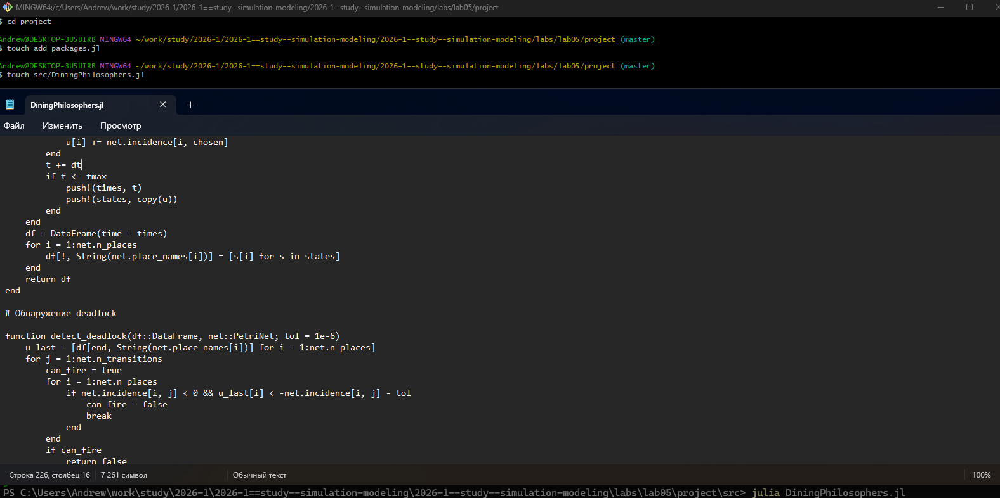 MINGW64:/c/Users/Andrew/work/study/2026-1/2026-1==study--simulation-modeling/2026-1--study--simulation-modeling/labs/lab05/project
$ cd project
Andrew@DESKTOP-3U5UIRB MINGW64 ~/work/study/2026-1/2026-1==study--simulation-modeling/2026-1--study--simulation-modeling/labs/lab05/project (master)
$ touch add_packages.jl
Andrew@DESKTOP-3U5UIRB MINGW64 ~/work/study/2026-1/2026-1==study--simulation-modeling/2026-1--study--simulation-modeling/labs/lab05/project (master)
$ touch src/DiningPhilosophers.jl
DiningPhilosophers.jl
Файл Изменить Просмотр
            u[i] += net.incidence[i, chosen]
        end
        t += dt
        if t <= tmax
            push!(times, t)
            push!(states, copy(u))
        end
    end
    df = DataFrame(time = times)
    for i = 1:net.n_places
        df[!, String(net.place_names[i])] = [s[i] for s in states]
    end
    return df
end
# Обнаружение deadlock
function detect_deadlock(df::DataFrame, net::PetriNet; tol = 1e-6)
    u_last = [df[end, String(net.place_names[i])] for i = 1:net.n_places]
    for j = 1:net.n_transitions
        can_fire = true
        for i = 1:net.n_places
            if net.incidence[i, j] < 0 && u_last[i] < -net.incidence[i, j] - tol
                can_fire = false
                break
            end
        end
        if can_fire
            return false
Строка 226, столбец 16 7 261 символ Обычный текст 100%
PS C:\Users\Andrew\work\study\2026-1\2026-1==study--simulation-modeling\2026-1--study--simulation-modeling\labs\lab05\project\src> julia DiningPhilosophers.jl